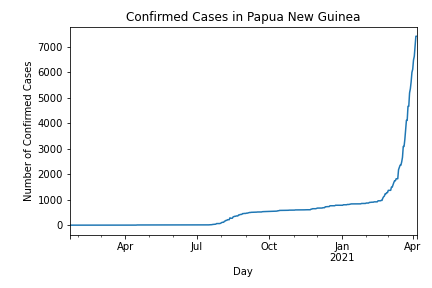 Confirmed Cases in Papua New Guinea
7000
6000
5000
4000
3000
2000
1000
0
Number of Confirmed Cases
Apr
Jul
Oct
Jan
2021
Apr
Day